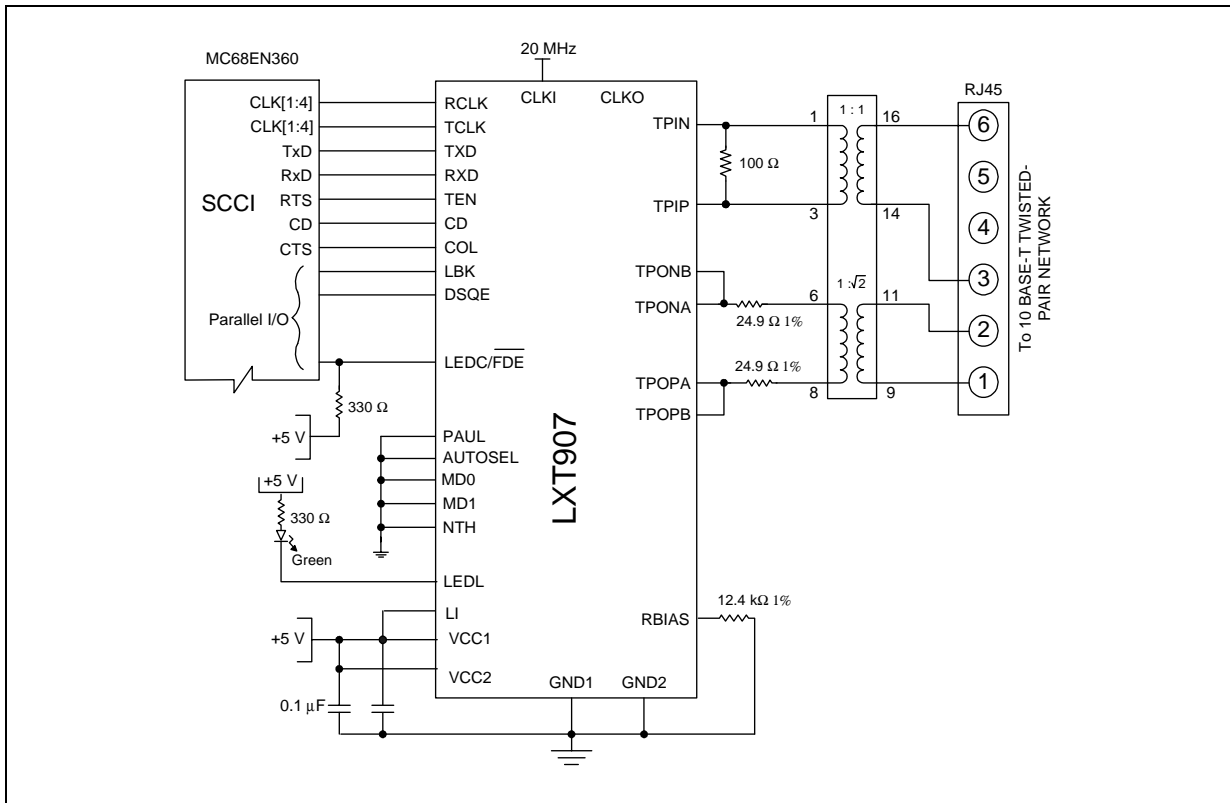 20 MHz
MC68EN360
CLKI
CLKO
RJ45
CLK[1:4]
RCLK
CLK[1:4]
TCLK
TxD
TXD
RxD
RXD
SCCI
RTS
TEN
CD
CD
CTS
COL
LBK
DSQE
Parallel I/O
LEDC/FDE
330 Ω
+5 V
PAUL
AUTOSEL
MD0
MD1
NTH
+5 V
330 Ω
Green
LEDL
LI
+5 V
VCC1
VCC2
0.1 μF
LXT907
GND1
GND2
TPIN
1
1 : 1
16
100 Ω
TPIP
3
14
TPONB
1 :√2
TPONA
6
11
24.9 Ω 1%
24.9 Ω 1%
TPOPA
8
9
TPOPB
RBIAS
12.4 kΩ 1%
6
5
4
3
2
1
To 10 BASE-T TWISTED-
PAIR NETWORK